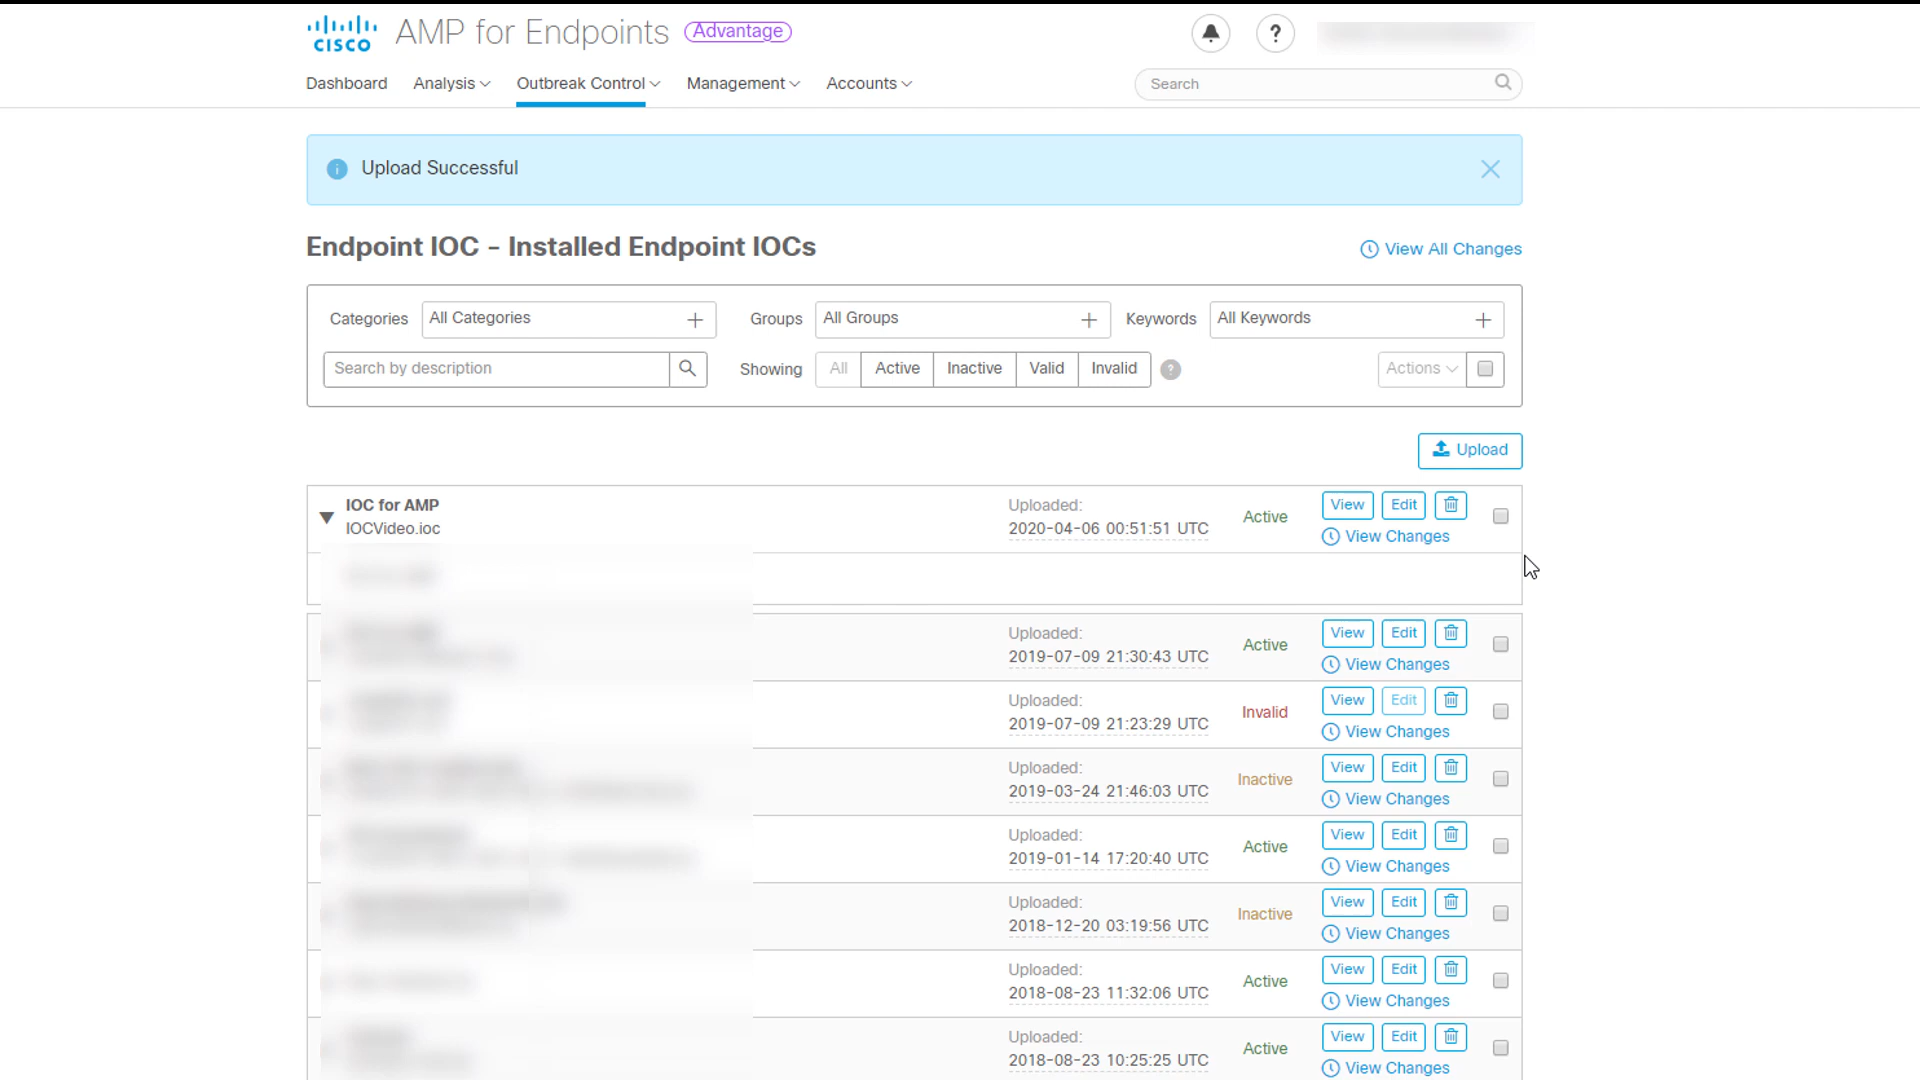 CISCO AMP for Endpoints Advantage ?
Dashboard Analysis Outbreak Control Management Accounts Search
Upload Successful
Endpoint IOC - Installed Endpoint IOCs View All Changes
Categories All Categories Groups All Groups Keywords All Keywords
Search by description Showing All Active Inactive Valid Invalid ? Actions
Upload
IOC for AMP Uploaded: View Edit
IOCVideo.ioc 2020-04-06 00:51:51 UTC Active View Changes
Uploaded: View Edit
2019-07-09 21:30:43 UTC Active View Changes
Uploaded: View Edit
2019-07-09 21:23:29 UTC Invalid View Changes
Uploaded: View Edit
2019-03-24 21:46:03 UTC Inactive View Changes
Uploaded: View Edit
2019-01-14 17:20:40 UTC Active View Changes
Uploaded: View Edit
2018-12-20 03:19:56 UTC Inactive View Changes
Uploaded: View Edit
2018-08-23 11:32:06 UTC Active View Changes
Uploaded: View Edit
2018-08-23 10:25:25 UTC Active View Changes